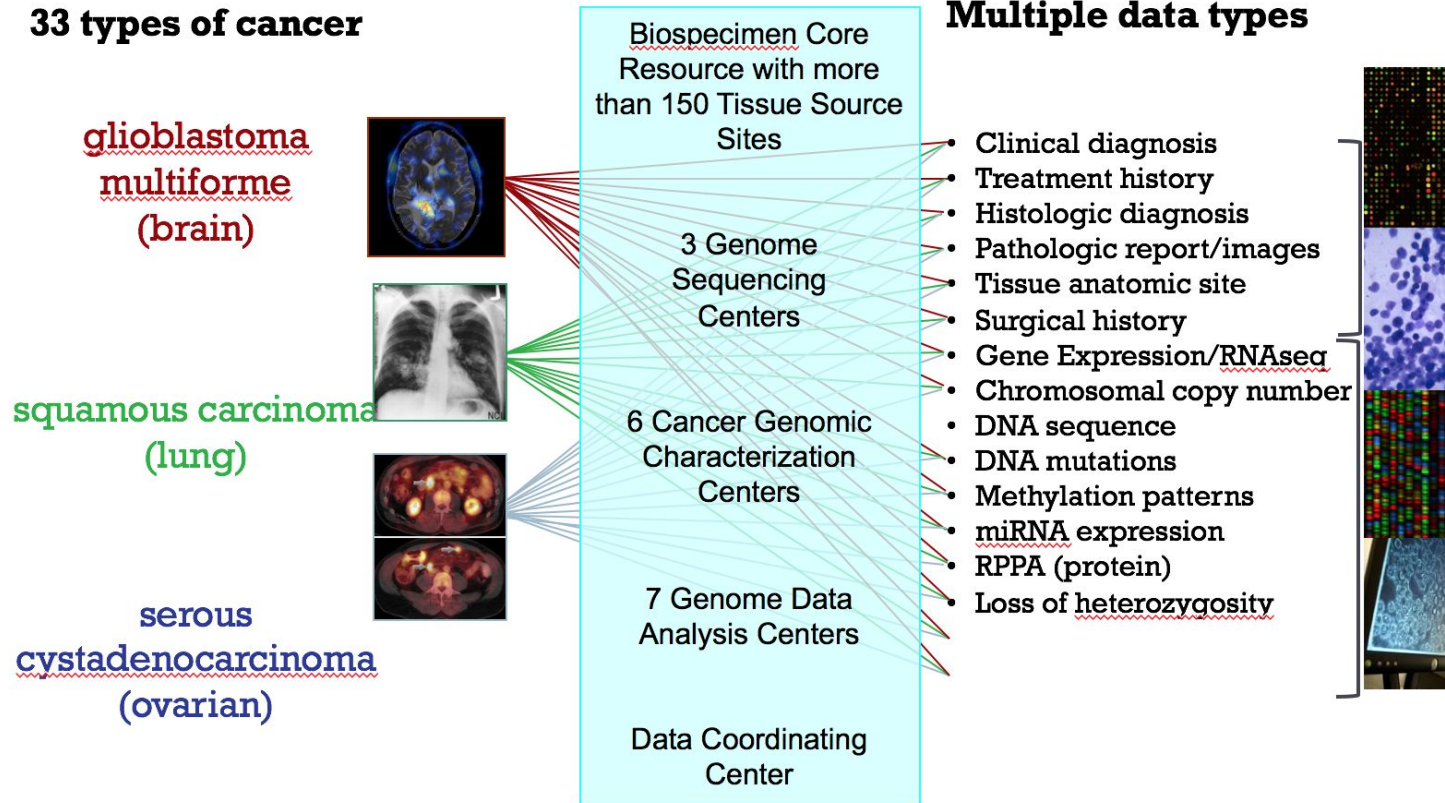 33 types of cancer
glioblastoma
multiforme
(brain)
squamous carcinoma
(lung)
serous
cystadenocarcinoma
(ovarian)
Biospecimen Core
Resource with more
than 150 Tissue Source
Sites
3 Genome
Sequencing
Centers
6 Cancer Genomic
Characterization
Centers
7 Genome Data
Analysis Centers
Data Coordinating
Center
Multiple data types
• Clinical diagnosis
• Treatment history
• Histologic diagnosis
• Pathologic report/images
• Tissue anatomic site
• Surgical history
• Gene Expression/RNAseq
• Chromosomal copy number
• DNA sequence
• DNA mutations
• Methylation patterns
• miRNA expression
• RPPA (protein)
• Loss of heterozygosity